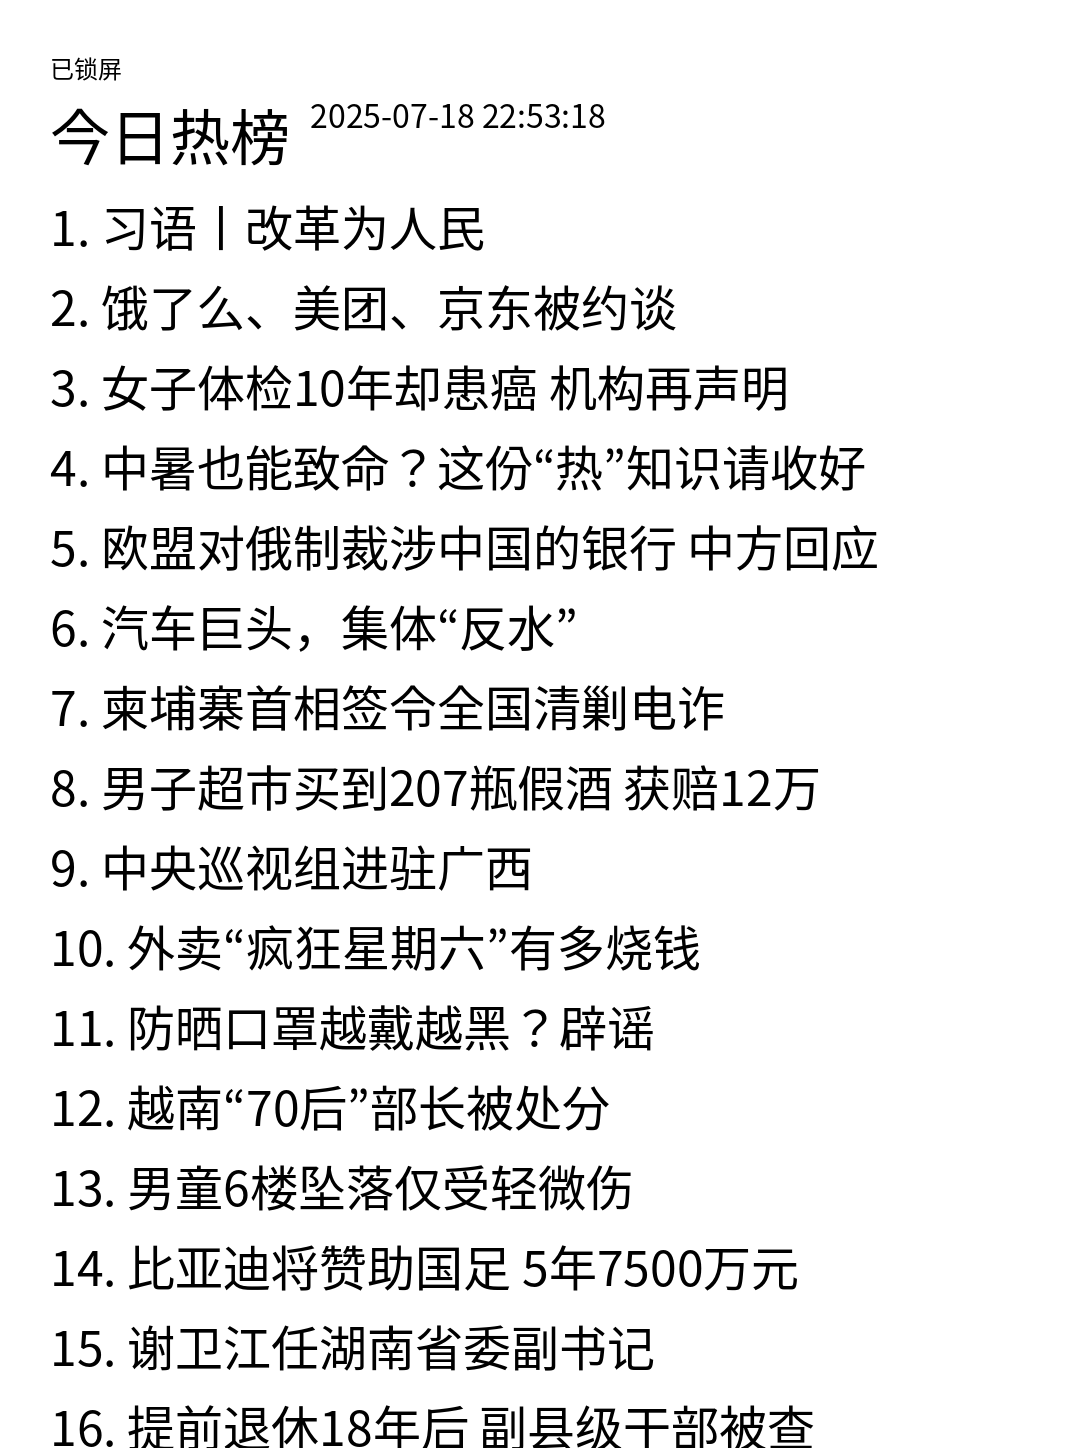 已锁屏
今日热榜 2025-07-18 22:53:18
1. 习语丨改革为人民
2. 饿了么、美团、京东被约谈
3. 女子体检10年却患癌 机构再声明
4. 中暑也能致命？这份“热”知识请收好
5. 欧盟对俄制裁涉中国的银行 中方回应
6. 汽车巨头，集体“反水”
7. 柬埔寨首相签令全国清剿电诈
8. 男子超市买到207瓶假酒 获赔12万
9. 中央巡视组进驻广西
10. 外卖“疯狂星期六”有多烧钱
11. 防晒口罩越戴越黑？辟谣
12. 越南“70后”部长被处分
13. 男童6楼坠落仅受轻微伤
14. 比亚迪将赞助国足 5年7500万元
15. 谢卫江任湖南省委副书记
16. 提前退休18年后 副县级干部被查